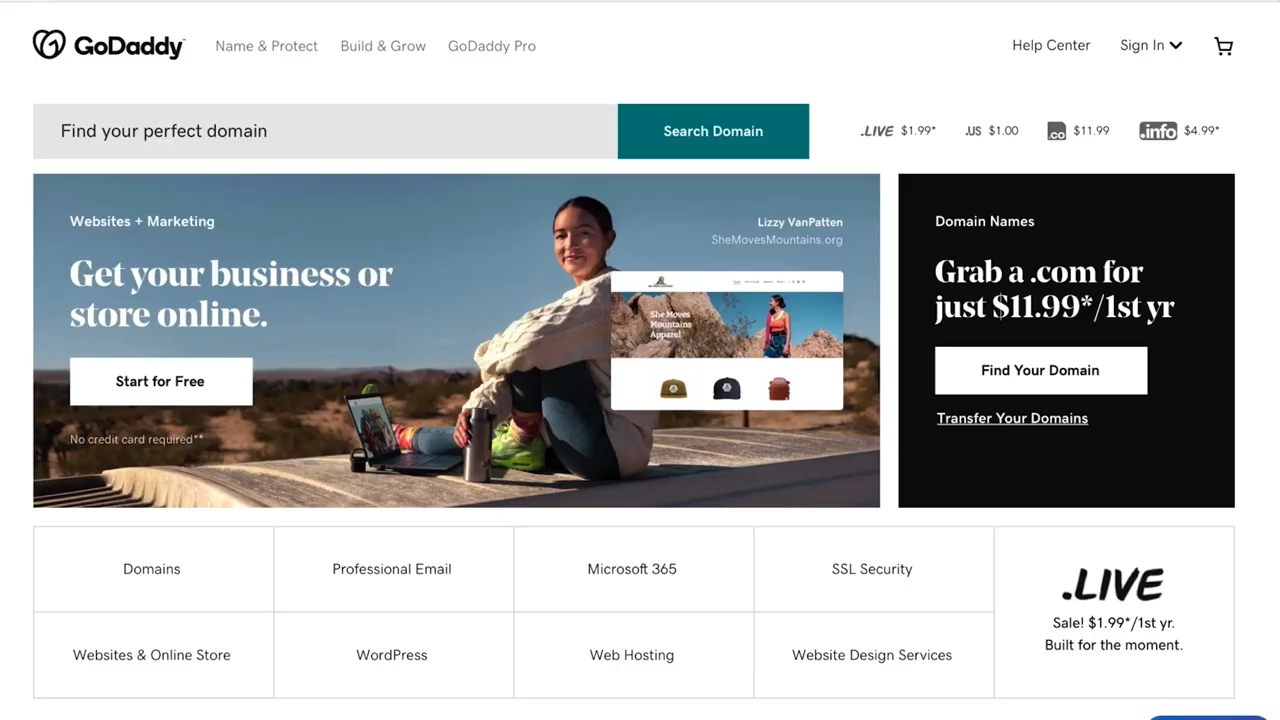 GoDaddy
Name & Protect
Build & Grow
GoDaddy Pro
Help Center
Sign In
Find your perfect domain
Search Domain
.LIVE $1.99*
.US $1.00
.co $11.99
.info $4.99*
Websites + Marketing
Get your business or
store online.
Start for Free
No credit card required**
Lizzy VanPatten
SheMovesMountains.org
She Moves
Mountains
Apparel
Domain Names
Grab a .com for
just $11.99*/1st yr
Find Your Domain
Transfer Your Domains
Domains
Professional Email
Microsoft 365
SSL Security
Websites & Online Store
WordPress
Web Hosting
Website Design Services
.LIVE
Sale! $1.99*/1st yr.
Built for the moment.